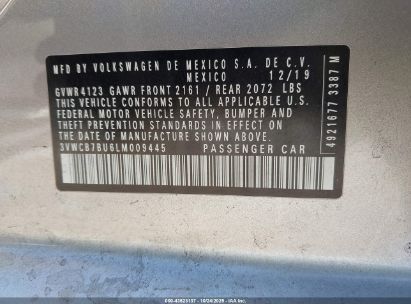 MFD BY VOLKSWAGEN DE MEXICO S.A. DE C.V.
MEXICO 12/19
GVWR 4123 GAWR FRONT 2161 / REAR 2072 LBS
THIS VEHICLE CONFORMS TO ALL APPLICABLE U.S.
FEDERAL MOTOR VEHICLE SAFETY, BUMPER AND
THEFT PREVENTION STANDARDS IN EFFECT ON
THE DATE OF MANUFACTURE SHOWN ABOVE.
3VWCB7BU6LM009445 PASSENGER CAR
4921677 3387 M